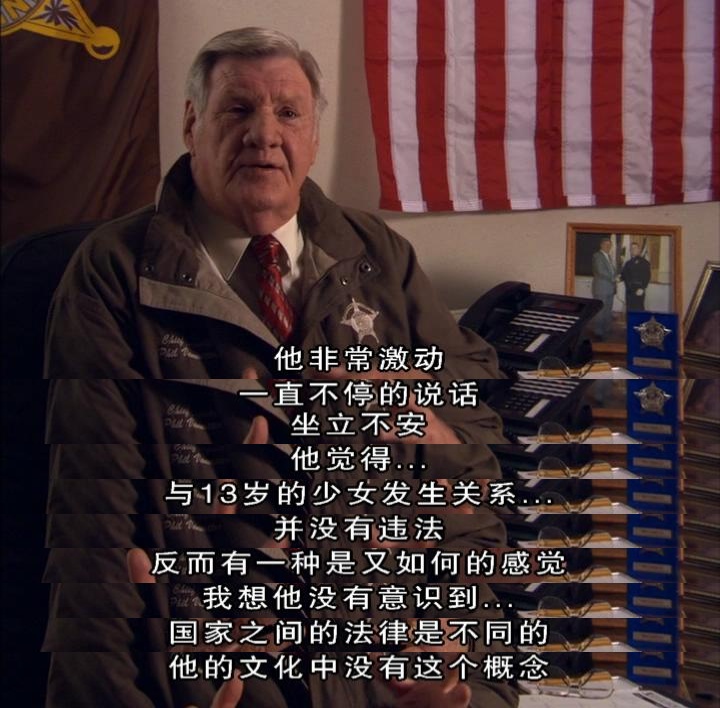 Chief
他非常激动
一直不停的说话
坐立不安
他觉得...
与13岁的少女发生关系...
并没有违法
反而有一种是又如何的感觉
我想他没有意识到...
国家之间的法律是不同的
他的文化中没有这个概念